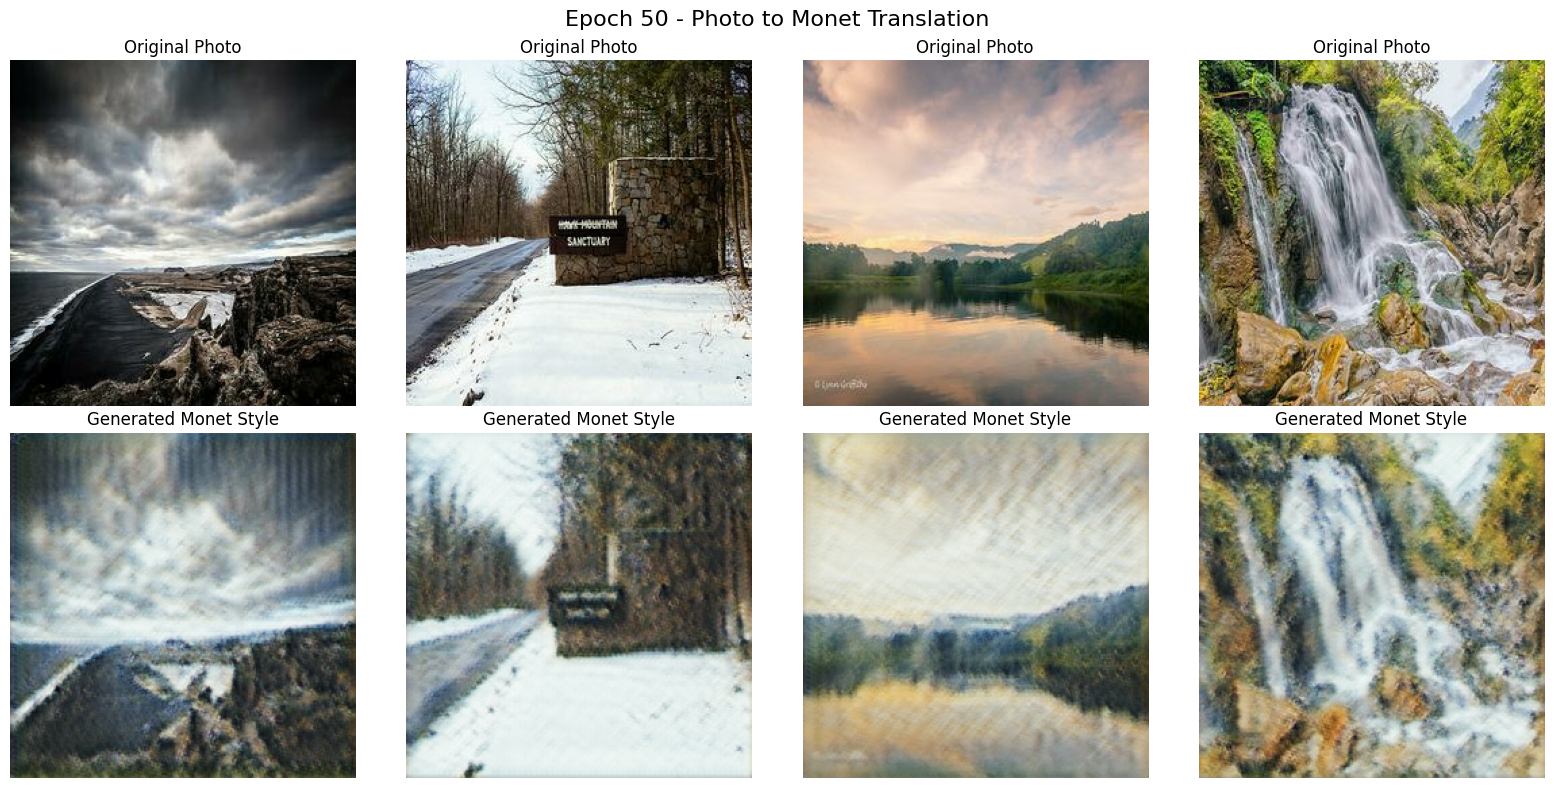 Epoch 50 - Photo to Monet Translation
Original Photo
Original Photo
Original Photo
Original Photo
HAWK MOUNTAIN
SANCTUARY
© Lynn Griffiths
Generated Monet Style
Generated Monet Style
Generated Monet Style
Generated Monet Style